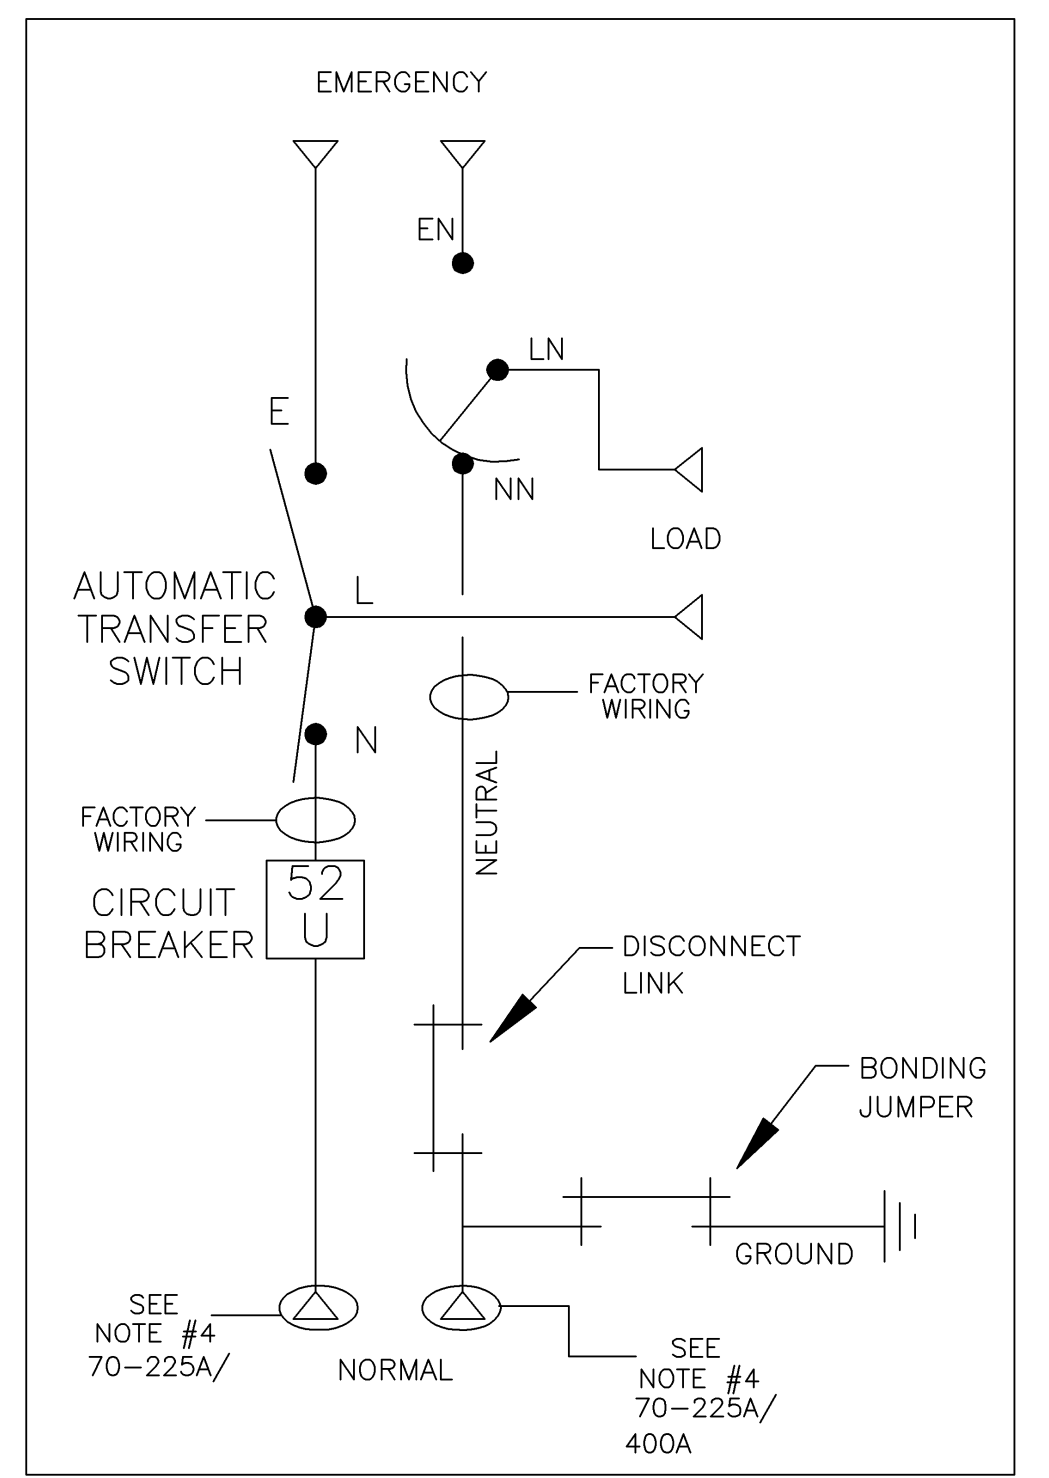 EMERGENCY
EN
LN
E
NN
LOAD
AUTOMATIC
TRANSFER
SWITCH
L
FACTORY
WIRING
N
NEUTRAL
FACTORY
WIRING
52
U
CIRCUIT
BREAKER
DISCONNECT
LINK
BONDING
JUMPER
GROUND
SEE
NOTE #4
70-225A/
NORMAL
SEE
NOTE #4
70-225A/
400A